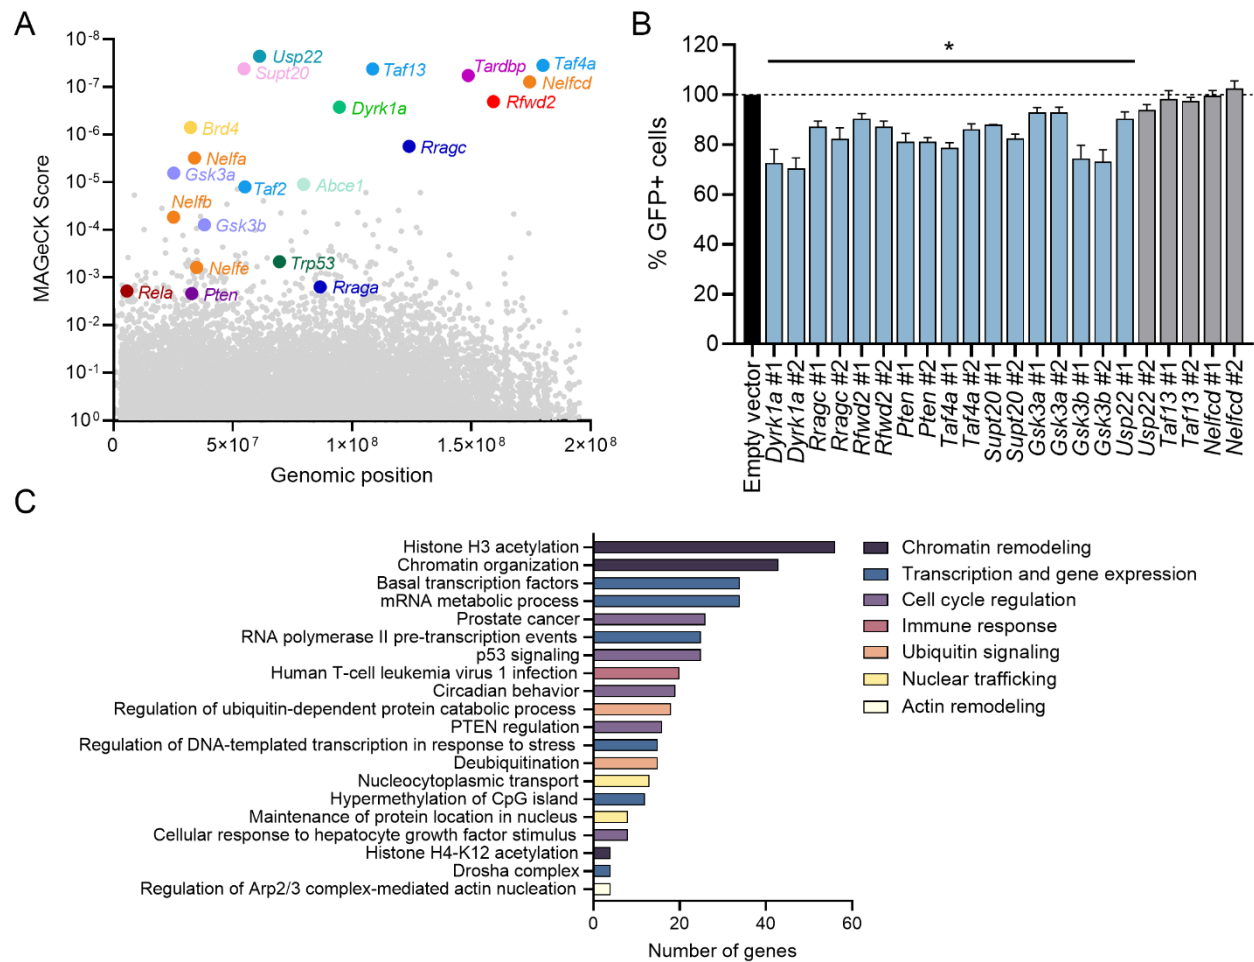 A
MAGeCK Score
10⁻⁸
10⁻⁷
10⁻⁶
10⁻⁵
10⁻⁴
10⁻³
10⁻²
10⁻¹
10⁰
Usp22
Supt20
Taf13
Tardbp
Taf4a
Nelfcd
Rfwd2
Dyrk1a
Brd4
Rragc
Nelfa
Gsk3a
Taf2
Abce1
Nelfb
Gsk3b
Nelfe
Trp53
Rela
Pten
Rraga
0
5×10⁷
1×10⁸
1.5×10⁸
2×10⁸
Genomic position
B
% GFP+ cells
120
100
80
60
40
20
0
*
Empty vector
Dyrk1a #1
Dyrk1a #2
Rragc #1
Rragc #2
Rfwd2 #1
Rfwd2 #2
Pten #1
Pten #2
Taf4a #1
Taf4a #2
Supt20 #1
Supt20 #2
Gsk3a #1
Gsk3a #2
Gsk3b #1
Gsk3b #2
Usp22 #1
Usp22 #2
Taf13 #1
Taf13 #2
Nelfcd #1
Nelfcd #2
C
Histone H3 acetylation
Chromatin organization
Basal transcription factors
mRNA metabolic process
Prostate cancer
RNA polymerase II pre-transcription events
p53 signaling
Human T-cell leukemia virus 1 infection
Circadian behavior
Regulation of ubiquitin-dependent protein catabolic process
PTEN regulation
Regulation of DNA-templated transcription in response to stress
Deubiquitination
Nucleocytoplasmic transport
Hypermethylation of CpG island
Maintenance of protein location in nucleus
Cellular response to hepatocyte growth factor stimulus
Histone H4-K12 acetylation
Drosha complex
Regulation of Arp2/3 complex-mediated actin nucleation
0
20
40
60
Number of genes
Chromatin remodeling
Transcription and gene expression
Cell cycle regulation
Immune response
Ubiquitin signaling
Nuclear trafficking
Actin remodeling